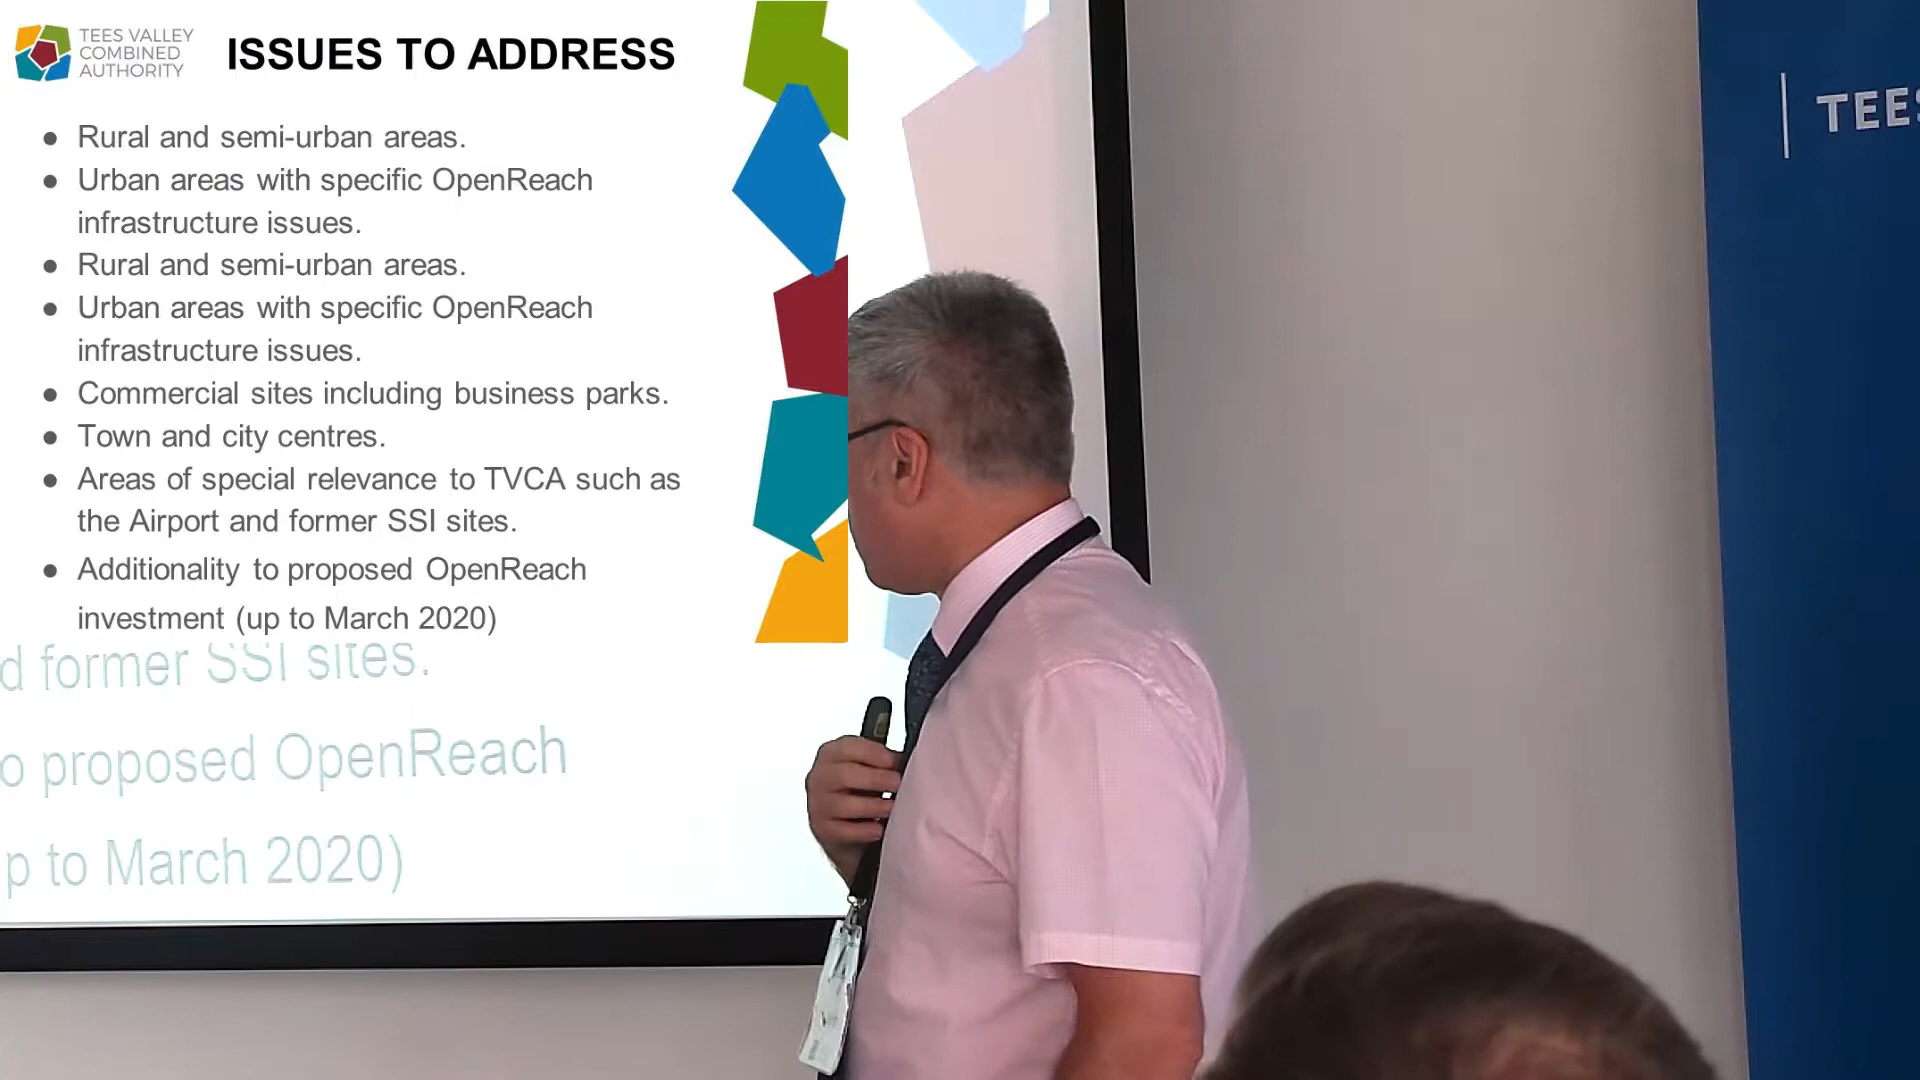 TEES VALLEY
COMBINED
AUTHORITY
ISSUES TO ADDRESS
● Rural and semi-urban areas.
● Urban areas with specific OpenReach
infrastructure issues.
● Rural and semi-urban areas.
● Urban areas with specific OpenReach
infrastructure issues.
● Commercial sites including business parks.
● Town and city centres.
● Areas of special relevance to TVCA such as
the Airport and former SSI sites.
● Additionality to proposed OpenReach
investment (up to March 2020)
d former SSI sites.
o proposed OpenReach
p to March 2020)
TEES